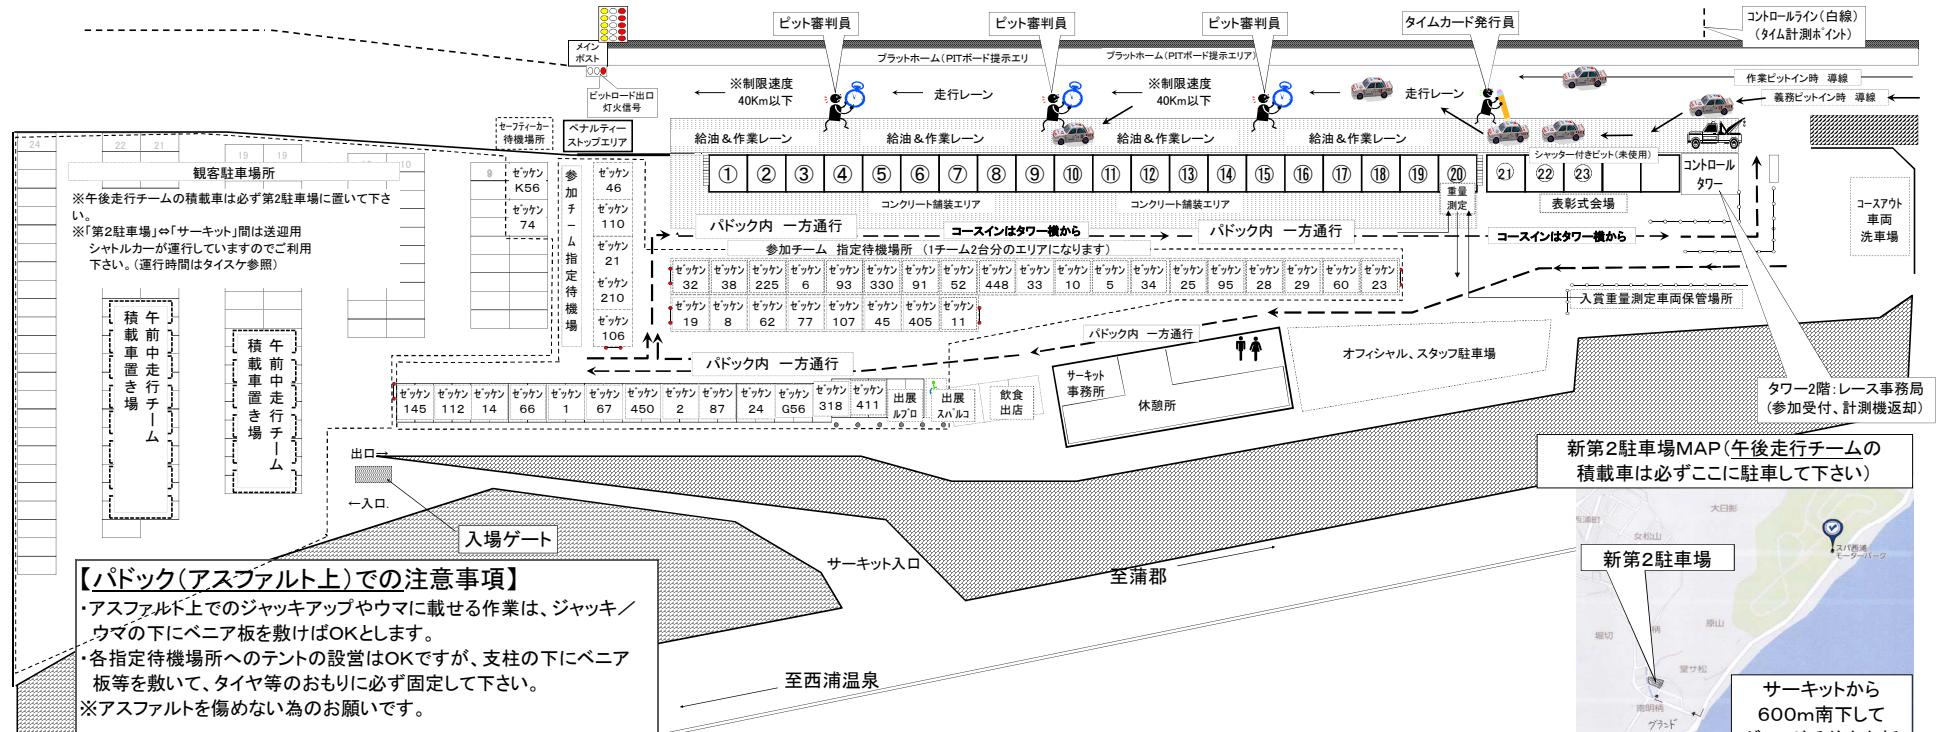 ピット審判員
ピット審判員
ピット審判員
タイムカード発行員
コントロールライン(白線)
(タイム計測ポイント)
メイン
ポスト
プラットホーム(PITボード提示エリ
プラットホーム(PITボード提示エリア)
ピットロード出口
灯火信号
※制限速度
40Km以下
走行レーン
※制限速度
40Km以下
走行レーン
作業ピットイン時 導線
義務ピットイン時 導線
セーフティーカー
待機場所
ペナルティー
ストップエリア
給油&作業レーン
給油&作業レーン
給油&作業レーン
給油&作業レーン
シャッター付きピット(未使用)
コントロール
タワー
① ② ③ ④ ⑤ ⑥ ⑦ ⑧ ⑨ ⑩ ⑪ ⑫ ⑬ ⑭ ⑮ ⑯ ⑰ ⑱ ⑲ ⑳ ㉑ ㉒ ㉓
重量
測定
表彰式会場
コンクリート舗装エリア
コンクリート舗装エリア
コースアウト
車両
洗車場
24
22 21
19 19
10
9
観客駐車場所
※午後走行チームの積載車は必ず第2駐車場に置いて下さ
い。
※「第2駐車場」⇔「サーキット」間は送迎用
シャトルカーが運行していますのでご利用
下さい。(運行時間はタイスケ参照)
ゼッケン
K56
ゼッケン
74
参加チーム指定待機場
ゼッケン
46
ゼッケン
110
ゼッケン
21
ゼッケン
210
ゼッケン
106
パドック内 一方通行
コースインはタワー横から
パドック内 一方通行
コースインはタワー横から
参加チーム 指定待機場所 (1チーム2台分のエリアになります)
ゼッケン ゼッケン ゼッケン ゼッケン ゼッケン ゼッケン ゼッケン ゼッケン ゼッケン ゼッケン ゼッケン ゼッケン ゼッケン ゼッケン ゼッケン ゼッケン ゼッケン ゼッケン ゼッケン
32 38 225 6 93 330 91 52 448 33 10 5 34 25 95 28 29 60 23
ゼッケン ゼッケン ゼッケン ゼッケン ゼッケン ゼッケン ゼッケン ゼッケン
19 8 62 77 107 45 405 11
入賞重量測定車両保管場所
パドック内 一方通行
パドック内 一方通行
午前中走行チーム
積載車置き場
午前中走行チーム
積載車置き場
オフィシャル、スタッフ駐車場
サーキット
事務所
休憩所
ゼッケン ゼッケン ゼッケン ゼッケン ゼッケン ゼッケン ゼッケン ゼッケン ゼッケン ゼッケン ゼッケン ゼッケン ゼッケン
145 112 14 66 1 67 450 2 87 24 G56 318 411
出展
ルブロ
出展
スパルコ
飲食
出店
タワー2階:レース事務局
(参加受付、計測機返却)
出口→
←入口.
入場ゲート
サーキット入口
至蒲郡
至西浦温泉
新第2駐車場MAP(午後走行チームの
積載車は必ずここに駐車して下さい)
大日影
西浦町
女松山
スパ西浦
モーターパーク
新第2駐車場
原山
堀切
柄
堂サ松
南明柄
グランド
サーキットから
600m南下して
【パドック(アスファルト上)での注意事項】
・アスファルト上でのジャッキアップやウマに載せる作業は、ジャッキ/
ウマの下にベニア板を敷けばOKとします。
・各指定待機場所へのテントの設営はOKですが、支柱の下にベニア
板等を敷いて、タイヤ等のおもりに必ず固定して下さい。
※アスファルトを傷めない為のお願いです。